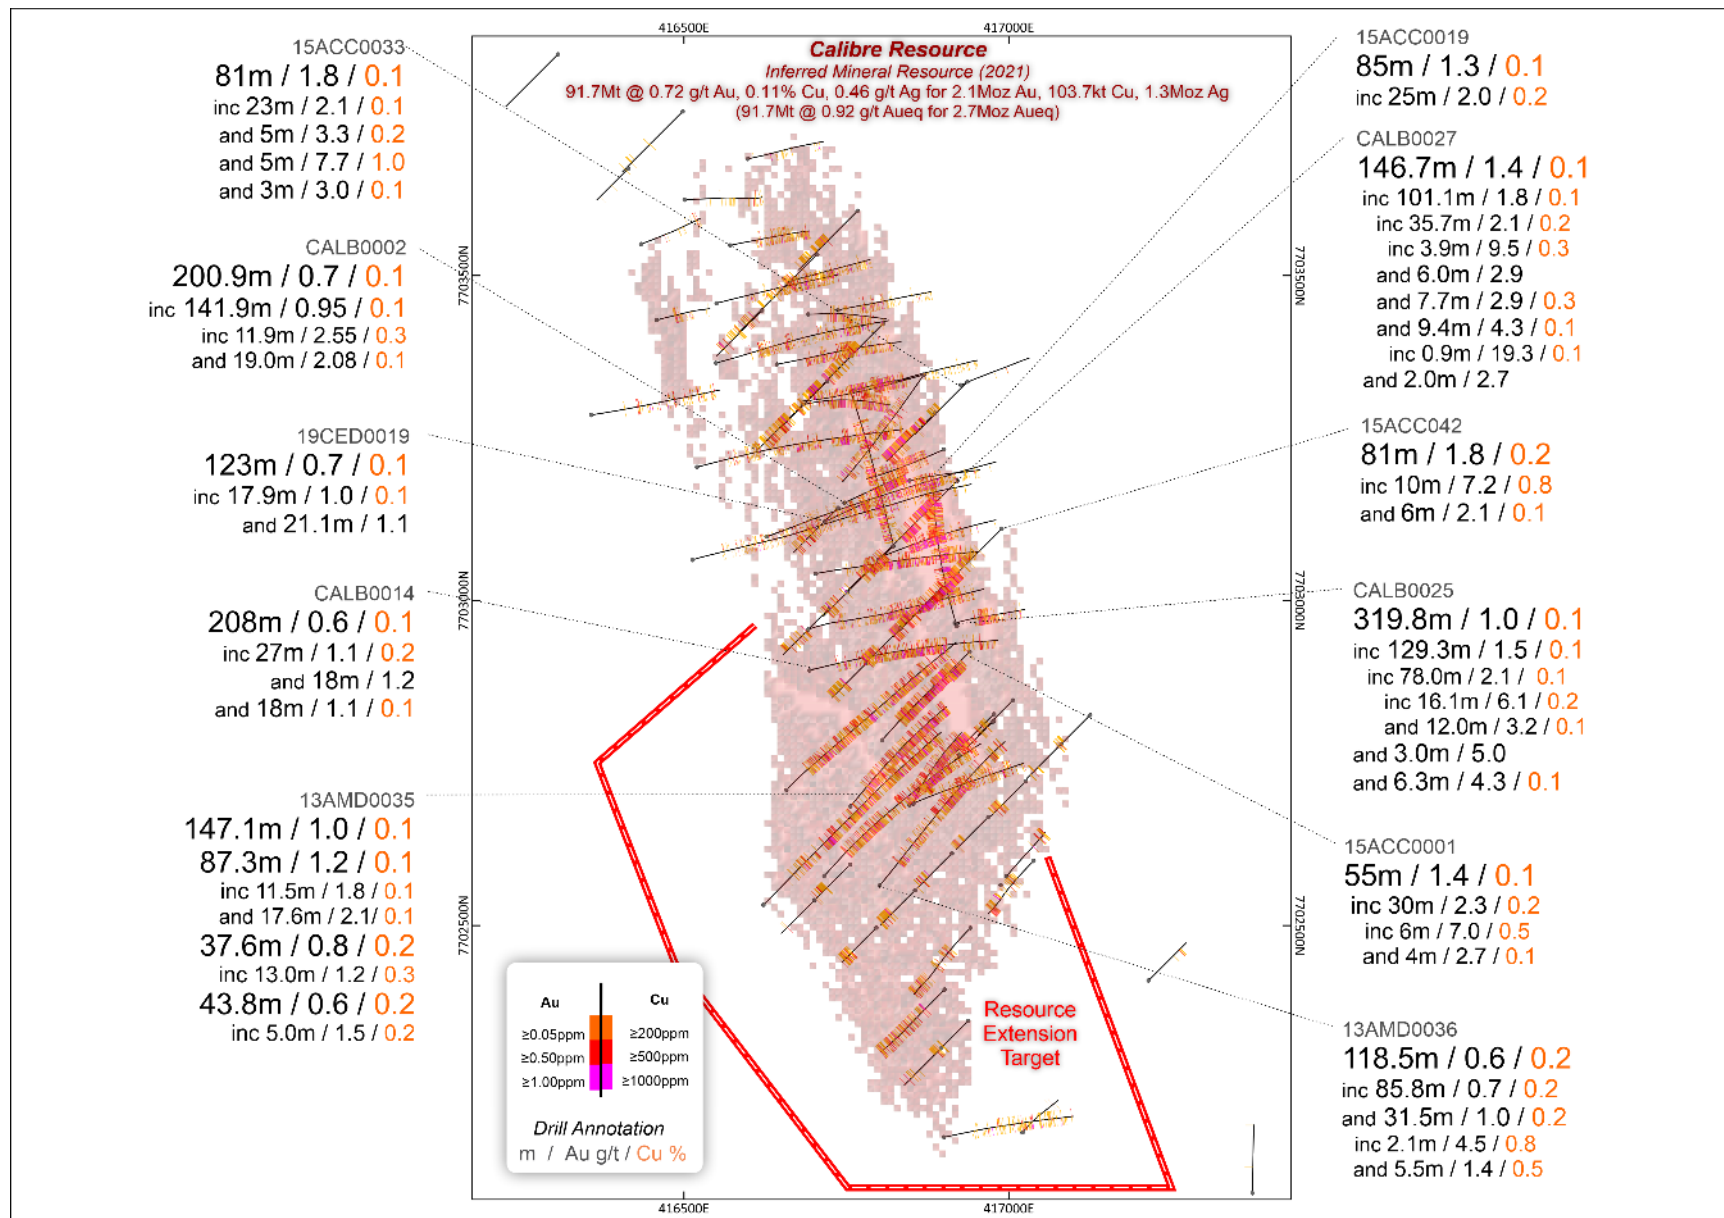 416500E
417000E
Calibre Resource
Inferred Mineral Resource (2021)
91.7Mt @ 0.72 g/t Au, 0.11% Cu, 0.46 g/t Ag for 2.1Moz Au, 103.7kt Cu, 1.3Moz Ag
(91.7Mt @ 0.92 g/t Aueq for 2.7Moz Aueq)
15ACC0033
81m / 1.8 / 0.1
inc 23m / 2.1 / 0.1
and 5m / 3.3 / 0.2
and 5m / 7.7 / 1.0
and 3m / 3.0 / 0.1
CALB0002
200.9m / 0.7 / 0.1
inc 141.9m / 0.95 / 0.1
inc 11.9m / 2.55 / 0.3
and 19.0m / 2.08 / 0.1
19CED0019
123m / 0.7 / 0.1
inc 17.9m / 1.0 / 0.1
and 21.1m / 1.1
CALB0014
208m / 0.6 / 0.1
inc 27m / 1.1 / 0.2
and 18m / 1.2
and 18m / 1.1 / 0.1
13AMD0035
147.1m / 1.0 / 0.1
87.3m / 1.2 / 0.1
inc 11.5m / 1.8 / 0.1
and 17.6m / 2.1/ 0.1
37.6m / 0.8 / 0.2
inc 13.0m / 1.2 / 0.3
43.8m / 0.6 / 0.2
inc 5.0m / 1.5 / 0.2
7703500N
7703000N
7702500N
15ACC0019
85m / 1.3 / 0.1
inc 25m / 2.0 / 0.2
CALB0027
146.7m / 1.4 / 0.1
inc 101.1m / 1.8 / 0.1
inc 35.7m / 2.1 / 0.2
inc 3.9m / 9.5 / 0.3
and 6.0m / 2.9
and 7.7m / 2.9 / 0.3
and 9.4m / 4.3 / 0.1
inc 0.9m / 19.3 / 0.1
and 2.0m / 2.7
15ACC042
81m / 1.8 / 0.2
inc 10m / 7.2 / 0.8
and 6m / 2.1 / 0.1
CALB0025
319.8m / 1.0 / 0.1
inc 129.3m / 1.5 / 0.1
inc 78.0m / 2.1 / 0.1
inc 16.1m / 6.1 / 0.2
and 12.0m / 3.2 / 0.1
and 3.0m / 5.0
and 6.3m / 4.3 / 0.1
15ACC0001
55m / 1.4 / 0.1
inc 30m / 2.3 / 0.2
inc 6m / 7.0 / 0.5
and 4m / 2.7 / 0.1
13AMD0036
118.5m / 0.6 / 0.2
inc 85.8m / 0.7 / 0.2
and 31.5m / 1.0 / 0.2
inc 2.1m / 4.5 / 0.8
and 5.5m / 1.4 / 0.5
7703500N
7703000N
7702500N
Resource
Extension
Target
Au Cu
≥0.05ppm ≥200ppm
≥0.50ppm ≥500ppm
≥1.00ppm ≥1000ppm
Drill Annotation
m / Au g/t / Cu %
416500E
417000E